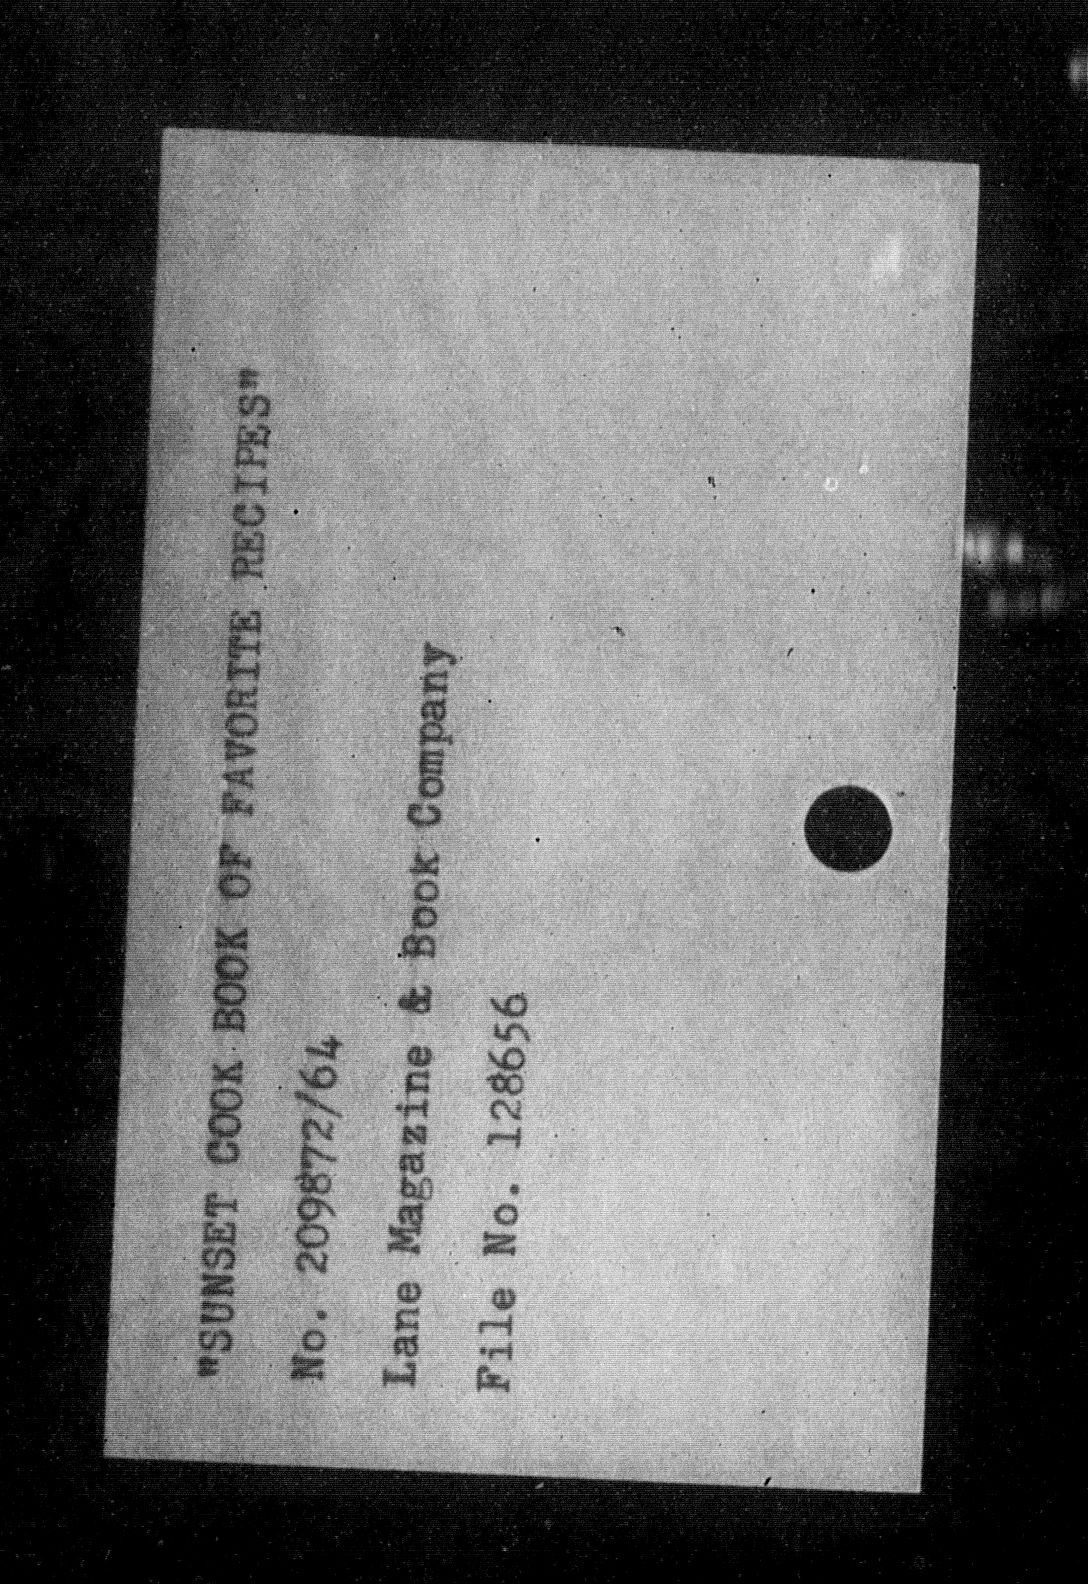 "SUNSET COOK BOOK OF FAVORITE RECIPES"
No. 209872/64
Lane Magazine & Book Company
File No. 128656